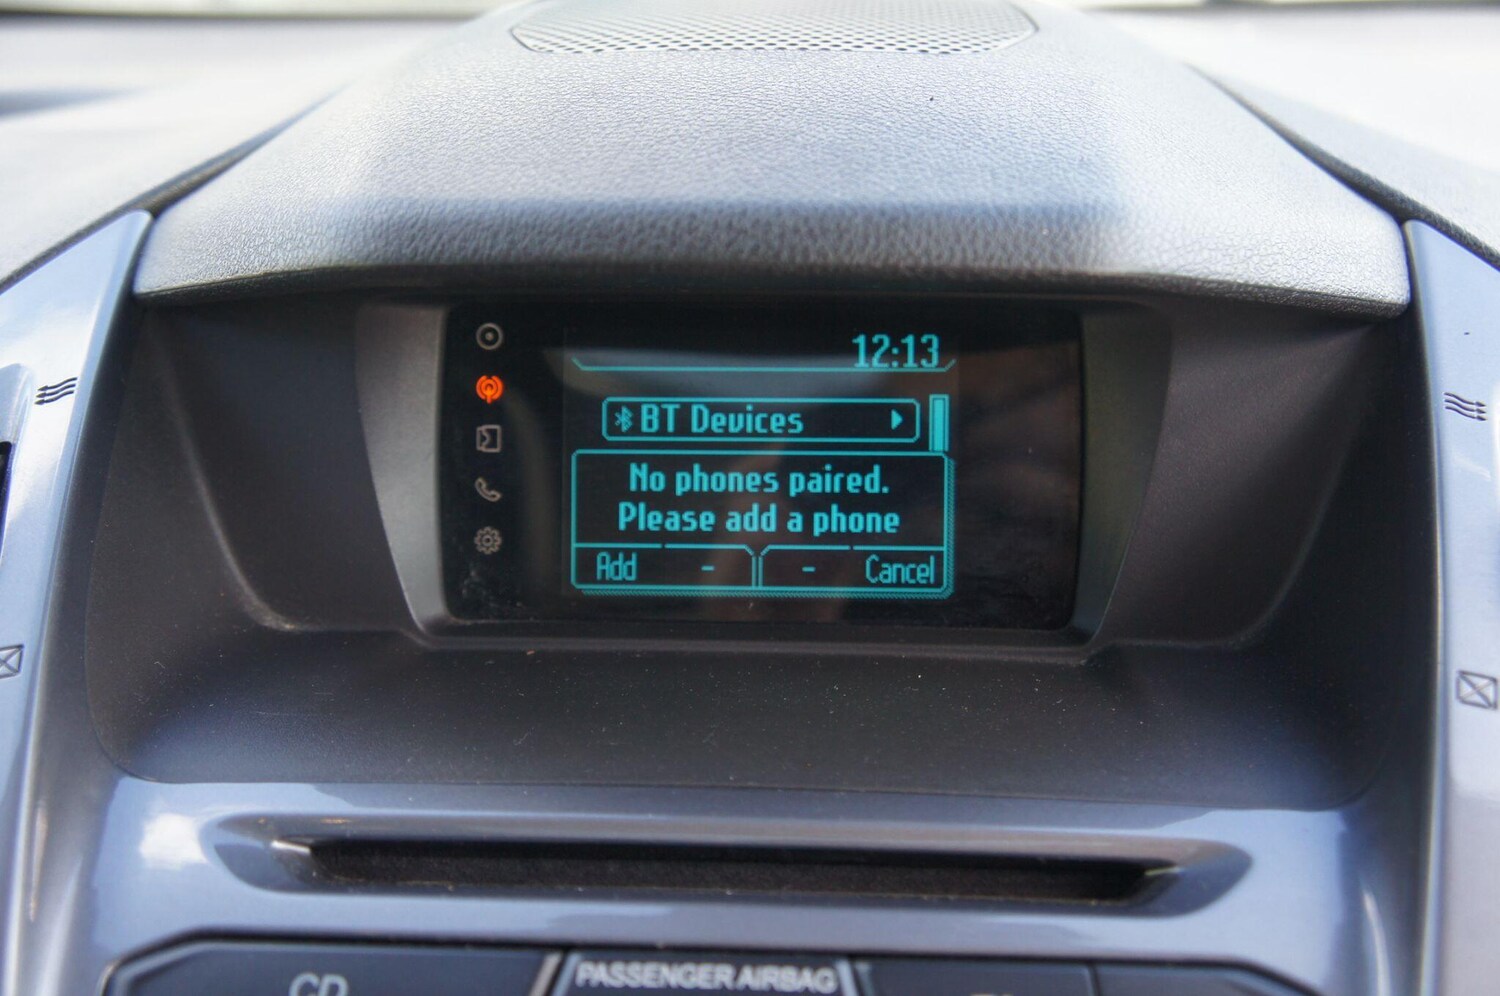 12:13
BT Devices
No phones paired.
Please add a phone
Add - - Cancel
CD
PASSENGER AIRBAG